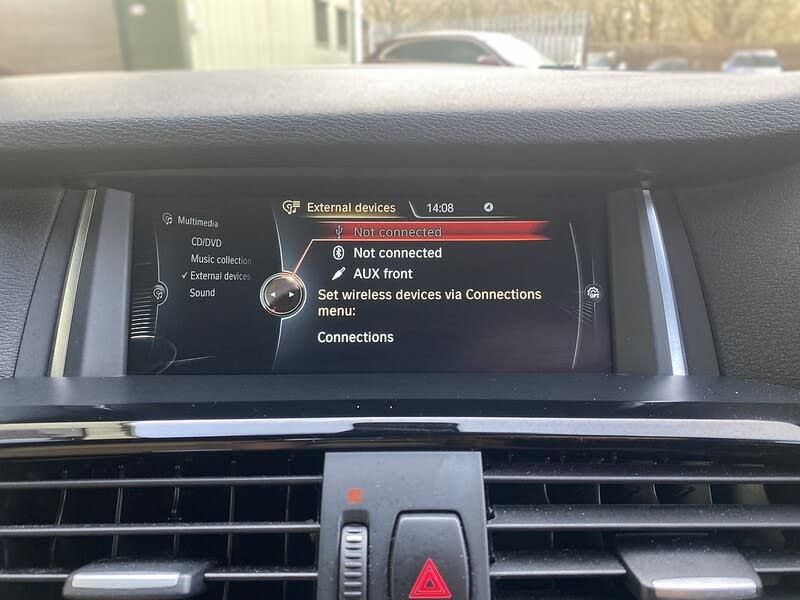 External devices
14:08
Multimedia
CD/DVD
Music collection
External devices
Sound
Not connected
Not connected
AUX front
Set wireless devices via Connections
menu:
Connections
OPT